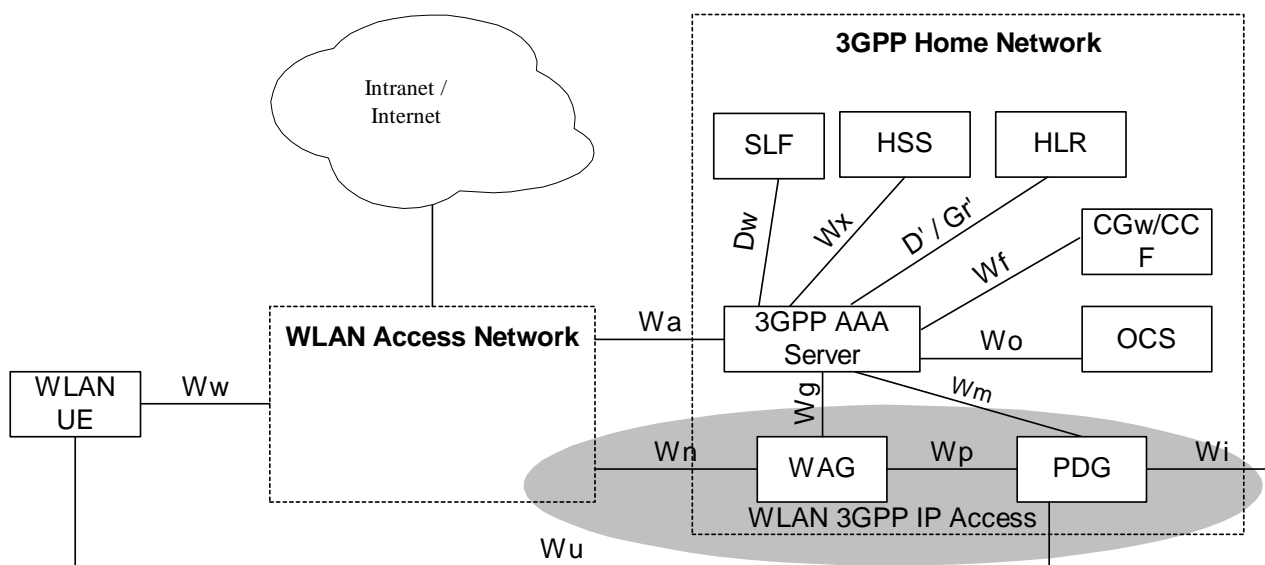 3GPP Home Network
Intranet /
Internet
SLF
HSS
HLR
Dw
Wx
D' / Gr'
CGw/CC
F
Wf
WLAN Access Network
Wa
3GPP AAA
Server
Wo
OCS
WLAN
UE
Ww
Wg
Wm
Wn
WAG
Wp
PDG
Wi
WLAN 3GPP IP Access
Wu